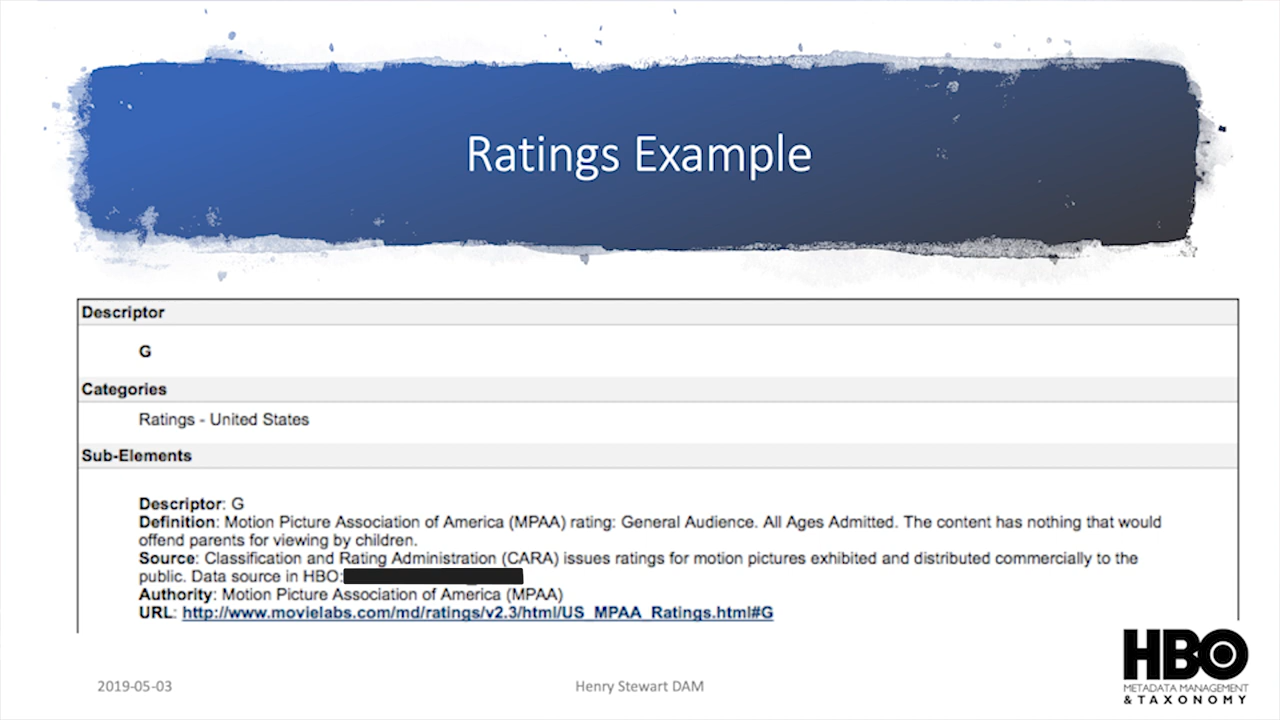 Ratings Example
Descriptor
G
Categories
Ratings - United States
Sub-Elements
Descriptor: G
Definition: Motion Picture Association of America (MPAA) rating: General Audience. All Ages Admitted. The content has nothing that would
offend parents for viewing by children.
Source: Classification and Rating Administration (CARA) issues ratings for motion pictures exhibited and distributed commercially to the
public. Data source in HBO:
Authority: Motion Picture Association of America (MPAA)
URL: http://www.movielabs.com/md/ratings/v2.3/html/US_MPAA_Ratings.html#G
HBO
METADATA MANAGEMENT
& TAXONOMY
2019-05-03
Henry Stewart DAM